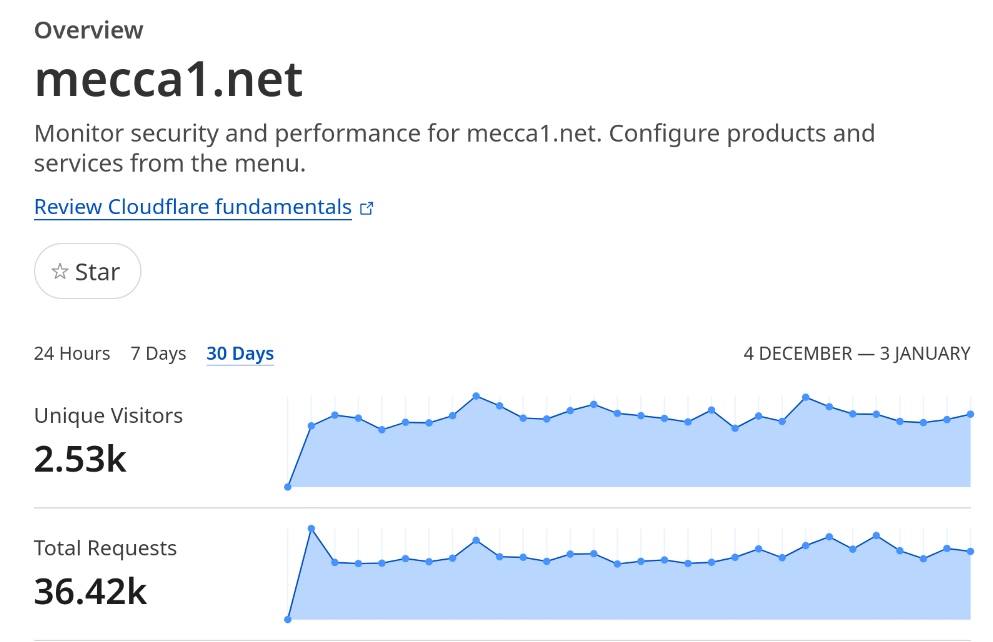 Overview
mecca1.net
Monitor security and performance for mecca1.net. Configure products and
services from the menu.
Review Cloudflare fundamentals
☆ Star
24 Hours 7 Days 30 Days 4 DECEMBER — 3 JANUARY
Unique Visitors
2.53k
Total Requests
36.42k